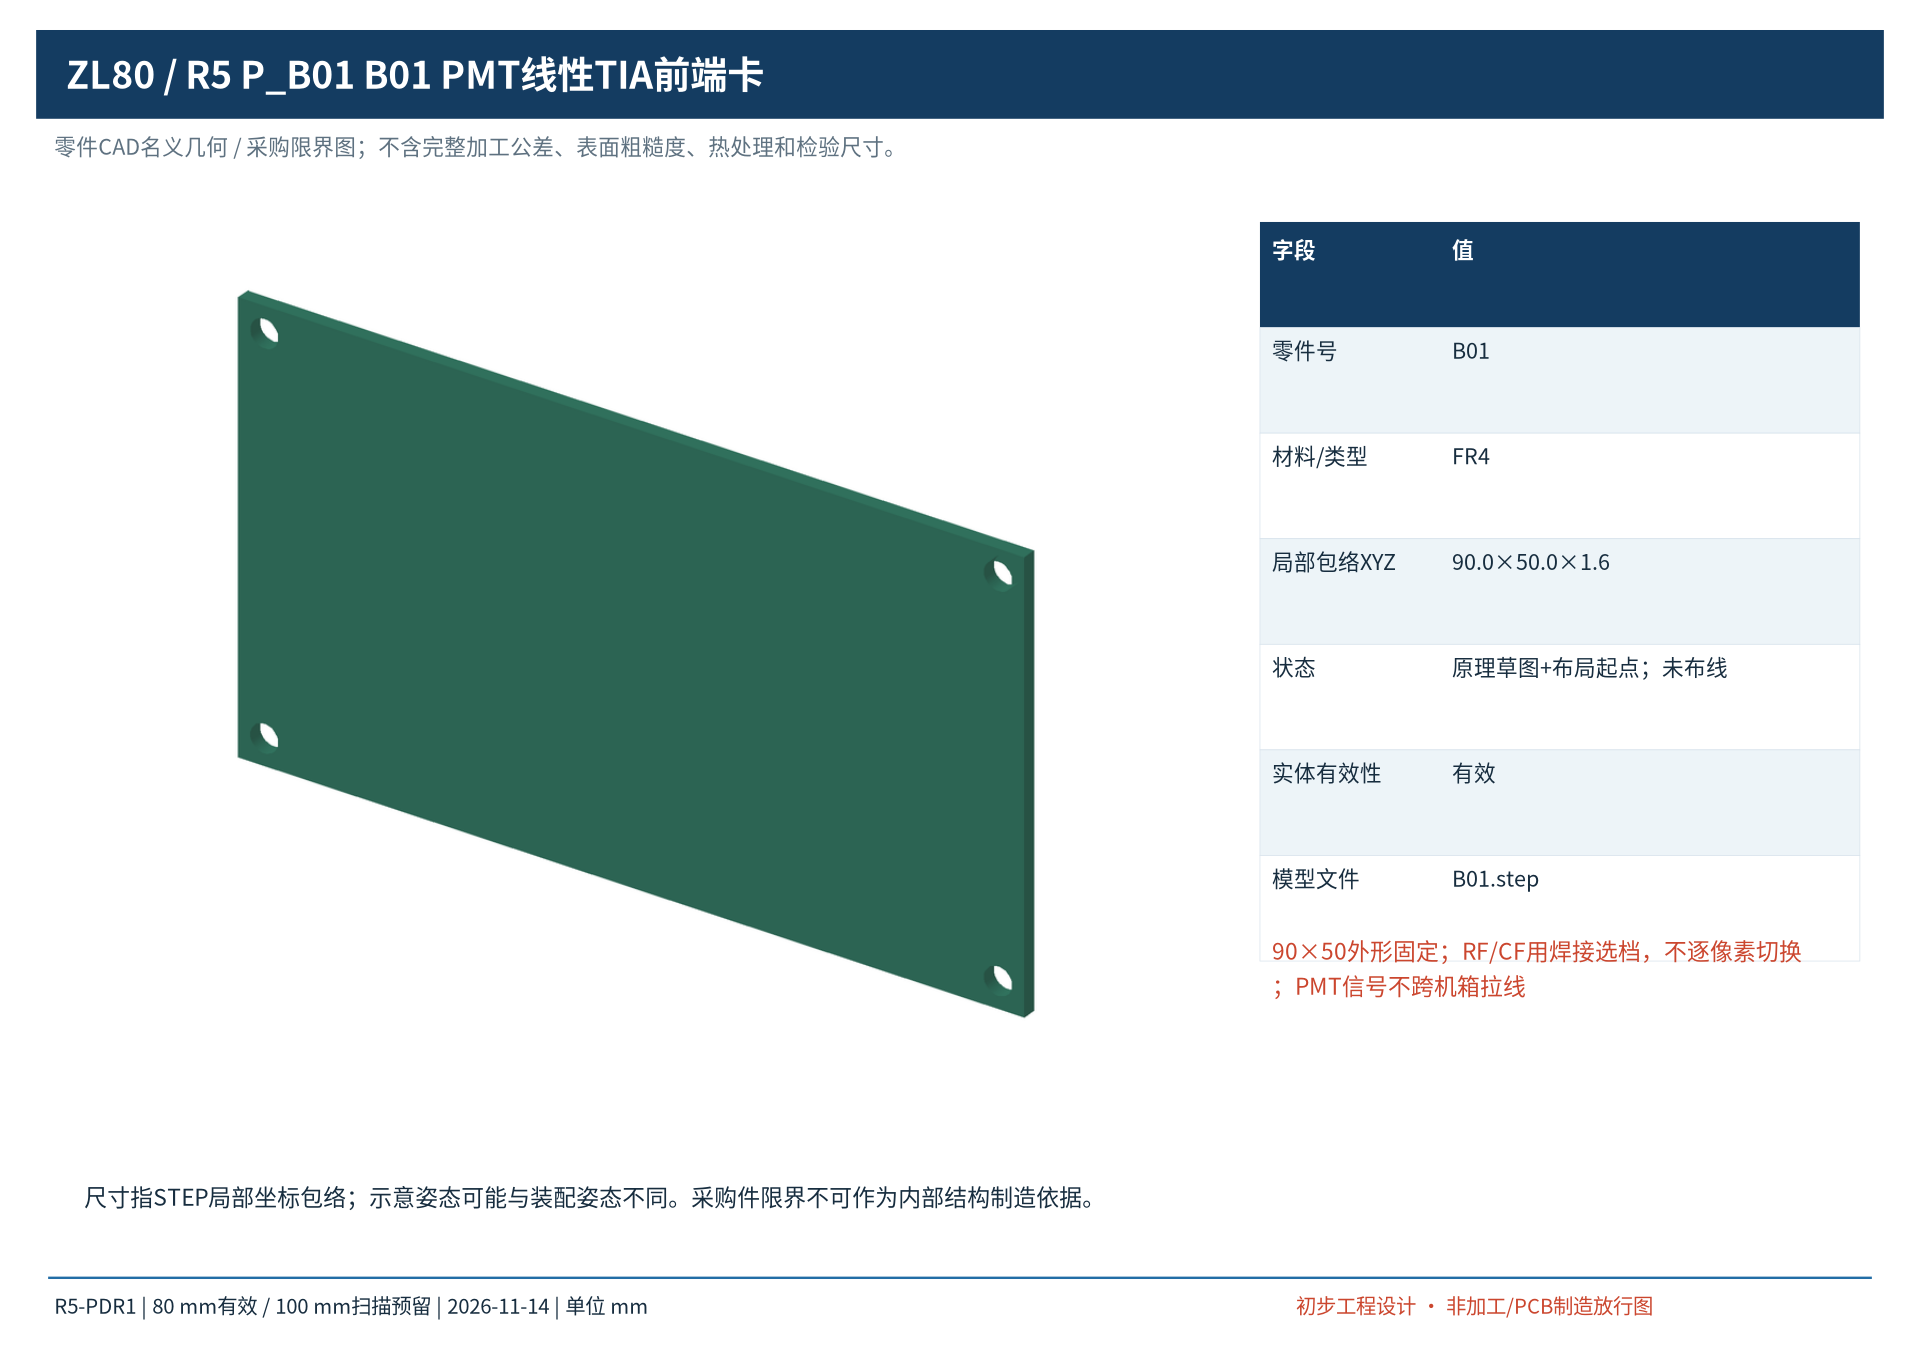 ZL80 / R5 P_B01 B01 PMT线性TIA前端卡
零件CAD名义几何 / 采购限界图；不含完整加工公差、表面粗糙度、热处理和检验尺寸。
字段 值
零件号 B01
材料/类型 FR4
局部包络XYZ 90.0×50.0×1.6
状态 原理草图+布局起点；未布线
实体有效性 有效
模型文件 B01.step
90×50外形固定；RF/CF用焊接选档，不逐像素切换
；PMT信号不跨机箱拉线
尺寸指STEP局部坐标包络；示意姿态可能与装配姿态不同。采购件限界不可作为内部结构制造依据。
R5-PDR1 | 80 mm有效 / 100 mm扫描预留 | 2026-11-14 | 单位 mm
初步工程设计 · 非加工/PCB制造放行图